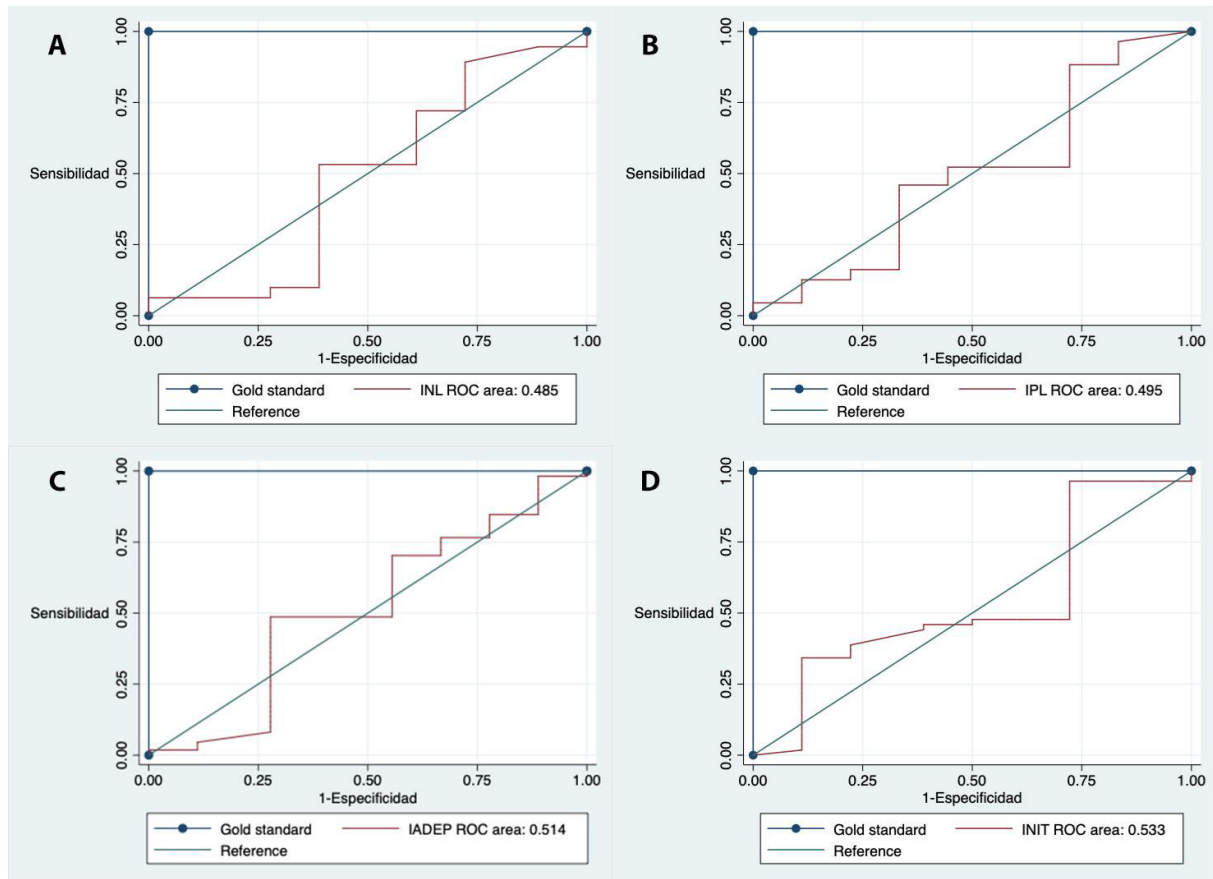 A
Sensibilidad
1.00
0.75
0.50
0.25
0.00
0.00 0.25 0.50 0.75 1.00
1-Especificidad
Gold standard INL ROC area: 0.485
Reference
B
Sensibilidad
1.00
0.75
0.50
0.25
0.00
0.00 0.25 0.50 0.75 1.00
1-Especificidad
Gold standard IPL ROC area: 0.495
Reference
C
Sensibilidad
1.00
0.75
0.50
0.25
0.00
0.00 0.25 0.50 0.75 1.00
1-Especificidad
Gold standard IADEP ROC area: 0.514
Reference
D
Sensibilidad
1.00
0.75
0.50
0.25
0.00
0.00 0.25 0.50 0.75 1.00
1-Especificidad
Gold standard INIT ROC area: 0.533
Reference